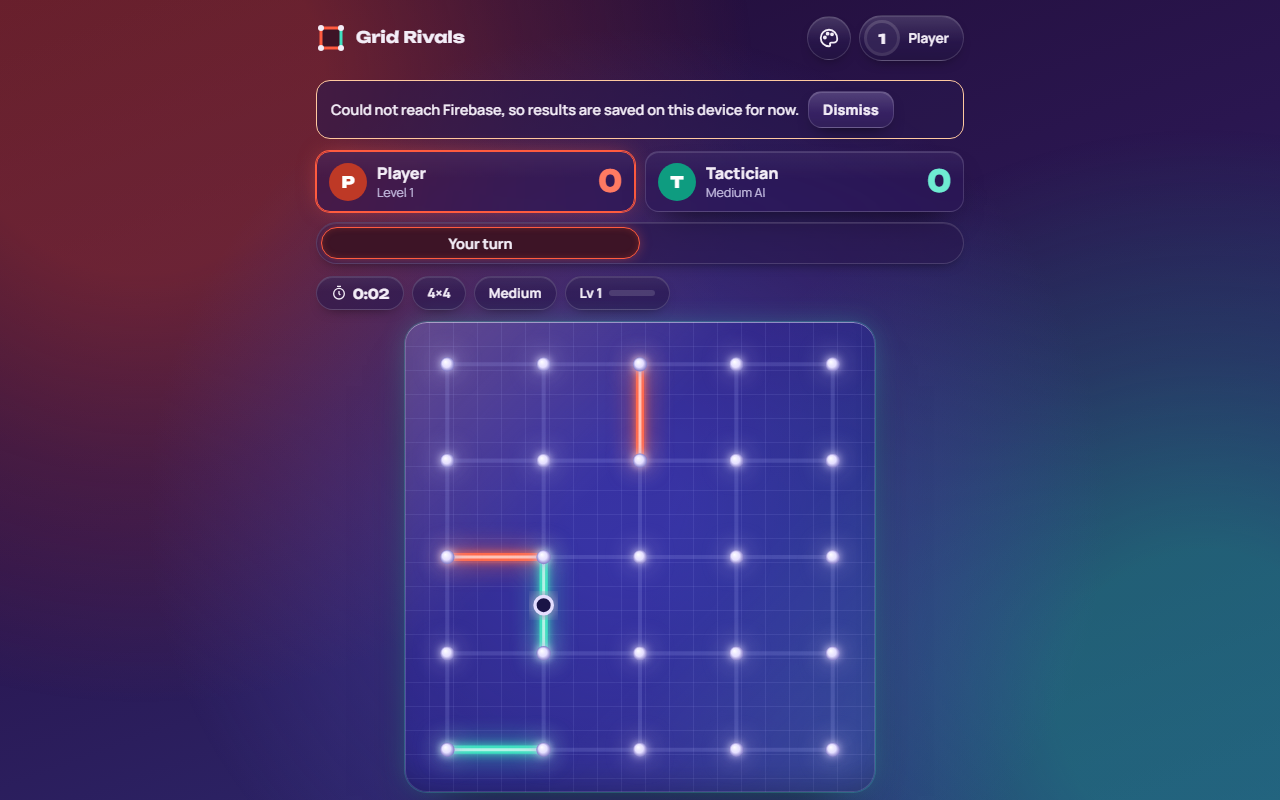 Grid Rivals
1 Player
Could not reach Firebase, so results are saved on this device for now. Dismiss
P Player 0
Level 1
T Tactician 0
Medium AI
Your turn
0:02 4×4 Medium Lv 1